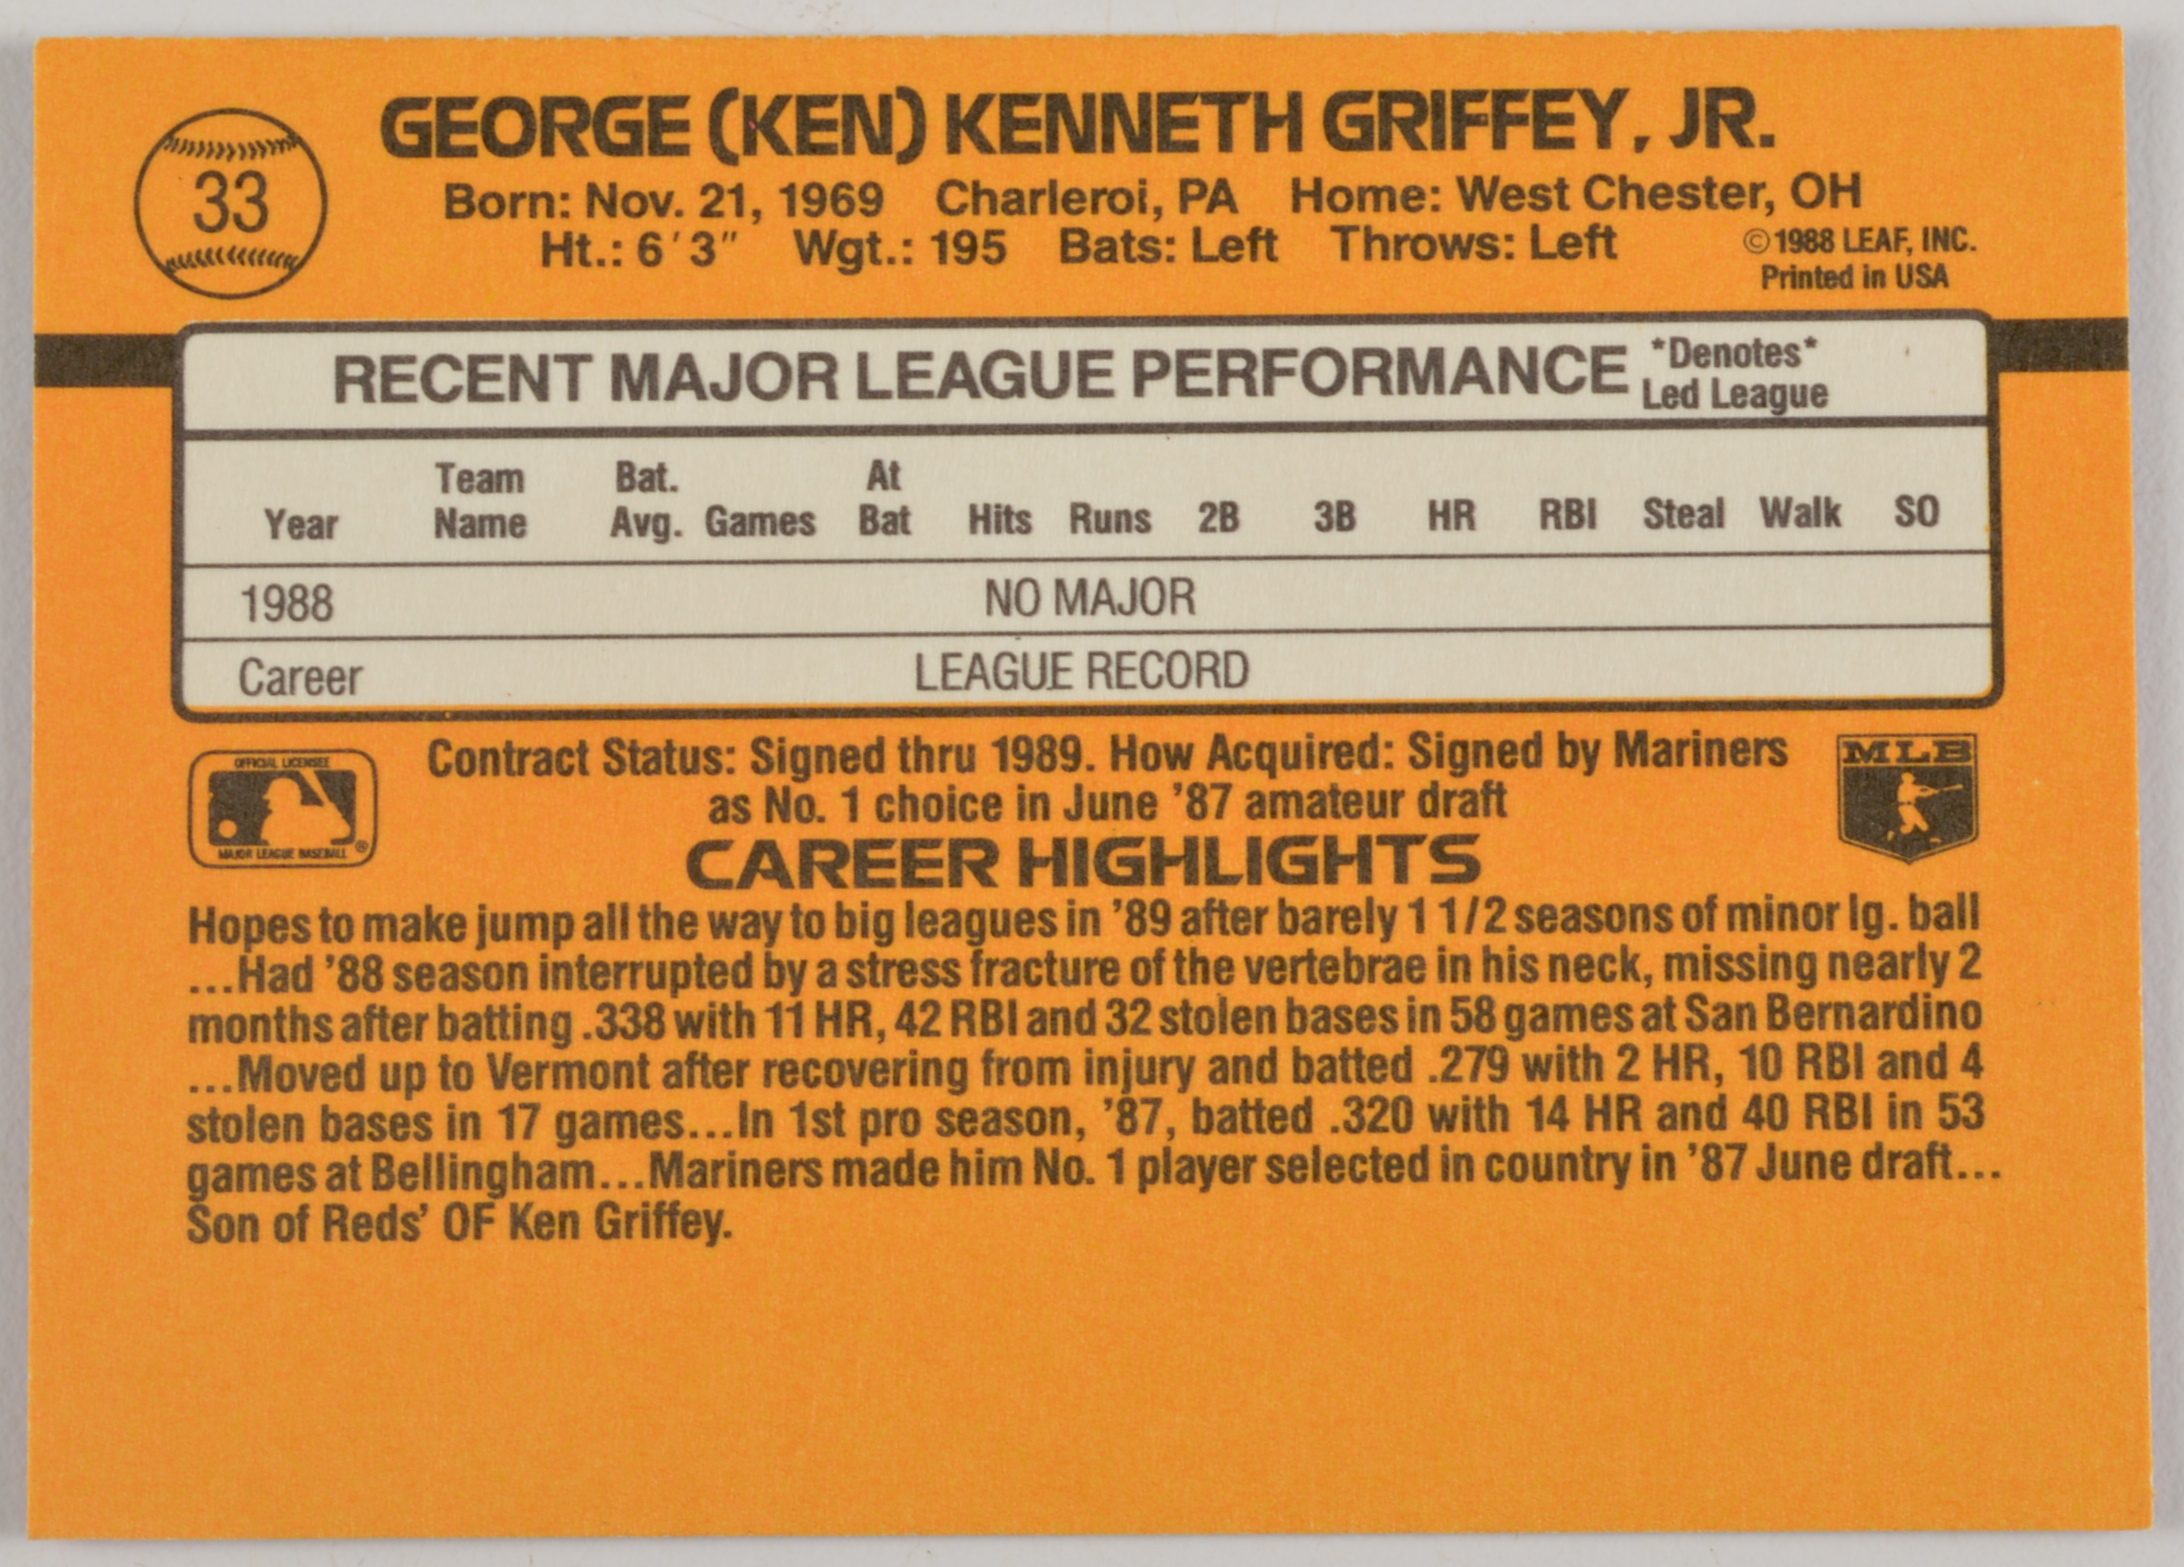 33
GEORGE (KEN) KENNETH GRIFFEY, JR.
Born: Nov. 21, 1969 Charleroi, PA Home: West Chester, OH
Ht.: 6'3" Wgt.: 195 Bats: Left Throws: Left
©1988 LEAF, INC.
Printed in USA
RECENT MAJOR LEAGUE PERFORMANCE
*Denotes*
Led League
Year Team Name Bat. Avg. Games At Bat Hits Runs 2B 3B HR RBI Steal Walk SO
1988 NO MAJOR
Career LEAGUE RECORD
OFFICIAL LICENSEE
MAJOR LEAGUE BASEBALL ®
Contract Status: Signed thru 1989. How Acquired: Signed by Mariners
as No. 1 choice in June '87 amateur draft
MLB
CAREER HIGHLIGHTS
Hopes to make jump all the way to big leagues in '89 after barely 1 1/2 seasons of minor lg. ball
...Had '88 season interrupted by a stress fracture of the vertebrae in his neck, missing nearly 2
months after batting .338 with 11 HR, 42 RBI and 32 stolen bases in 58 games at San Bernardino
...Moved up to Vermont after recovering from injury and batted .279 with 2 HR, 10 RBI and 4
stolen bases in 17 games...In 1st pro season, '87, batted .320 with 14 HR and 40 RBI in 53
games at Bellingham...Mariners made him No. 1 player selected in country in '87 June draft...
Son of Reds' OF Ken Griffey.